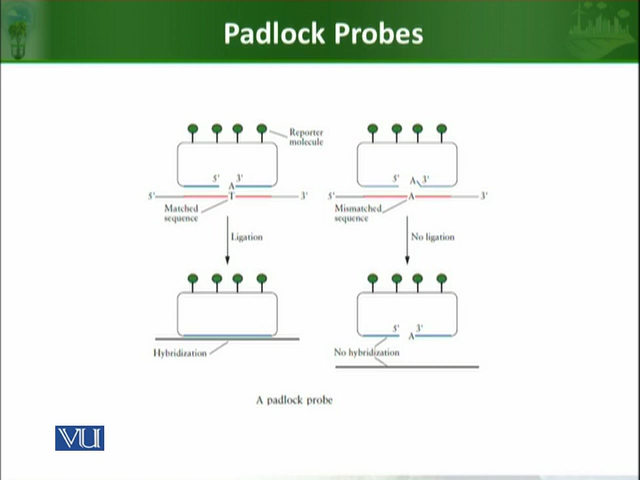 Padlock Probes
Reporter
molecule
5' 3'
A
5' T 3'
Matched
sequence
Ligation
Hybridization
5' A 3'
5' A 3'
Mismatched
sequence
No ligation
5' 3'
A
No hybridization
A padlock probe
VU